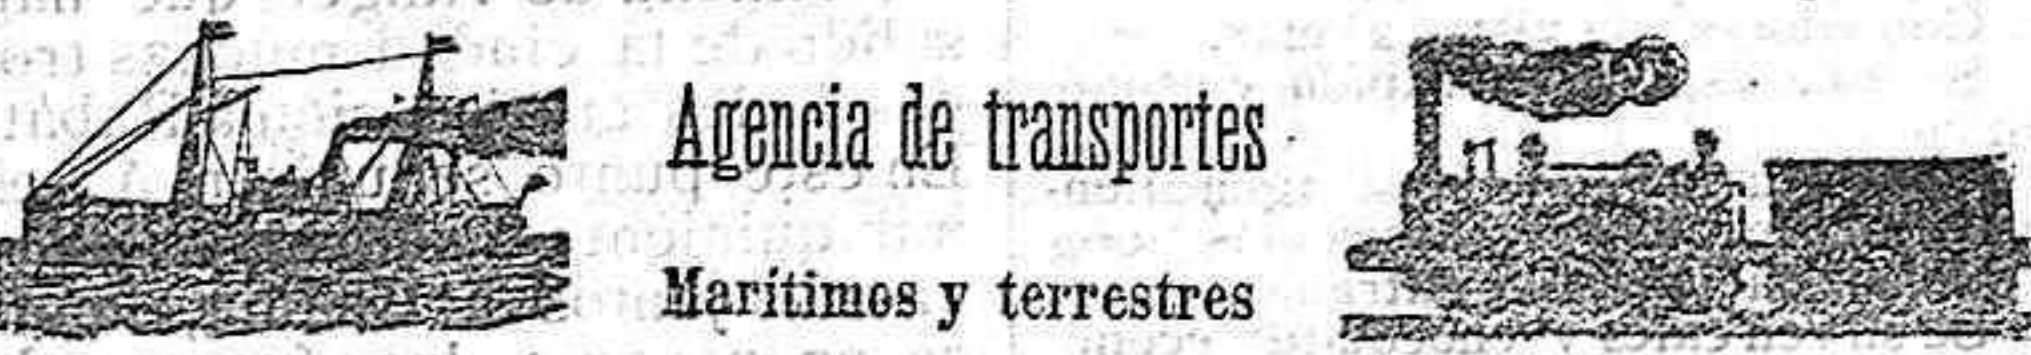 Agencia de transportes
Marítimos y terrestres